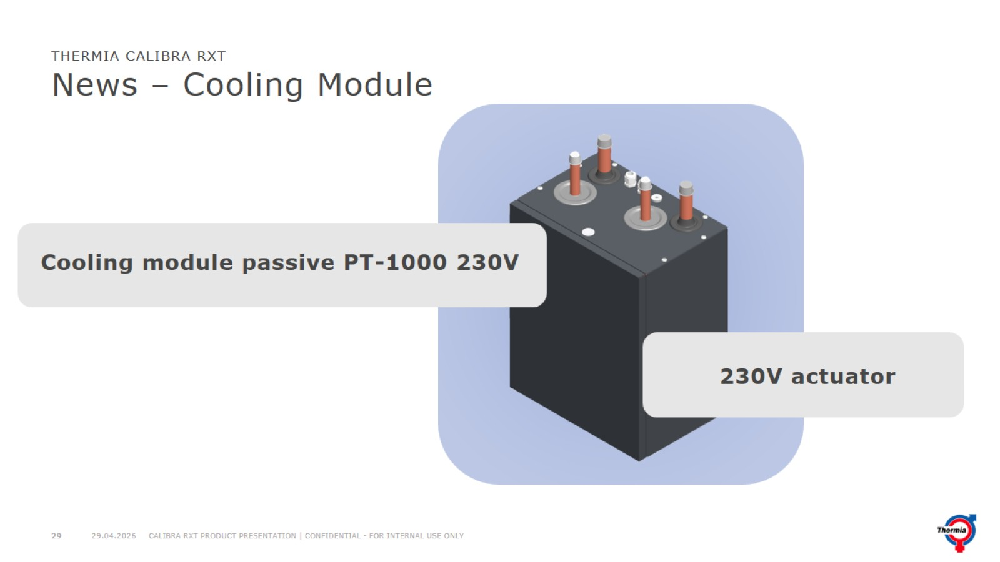 THERMIA CALIBRA RXT
News – Cooling Module
Cooling module passive PT-1000 230V
230V actuator
29 29.04.2026 CALIBRA RXT PRODUCT PRESENTATION | CONFIDENTIAL - FOR INTERNAL USE ONLY
Thermia